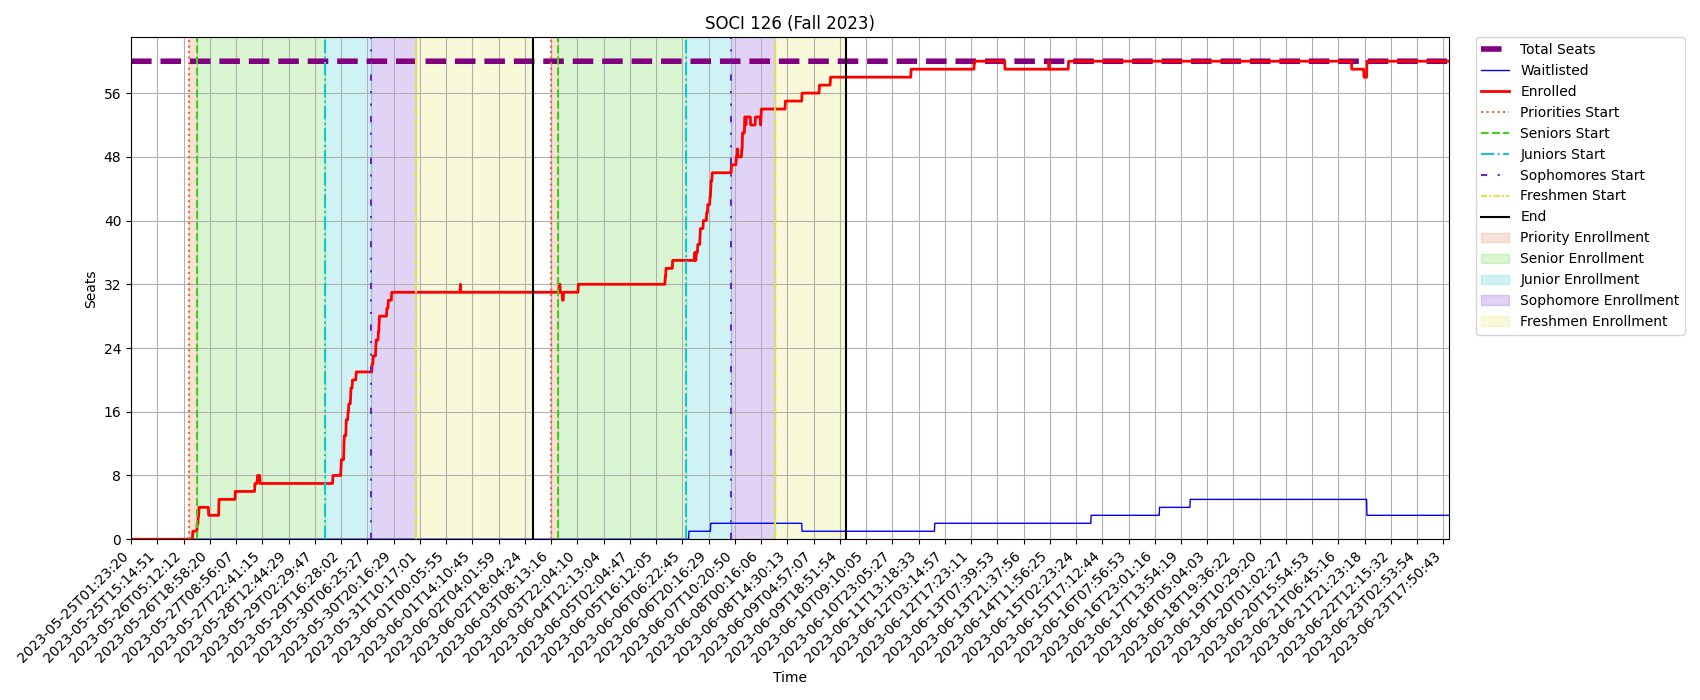 SOCI 126 (Fall 2023)
Seats
56
48
40
32
24
16
8
0
2023-05-25T01:23:20
2023-05-25T15:14:51
2023-05-26T05:12:12
2023-05-26T18:58:20
2023-05-27T08:56:07
2023-05-27T22:41:15
2023-05-28T12:44:29
2023-05-29T02:29:47
2023-05-29T16:28:02
2023-05-30T06:25:27
2023-05-30T20:16:29
2023-05-31T10:17:01
2023-06-01T00:05:55
2023-06-01T14:10:45
2023-06-02T04:01:59
2023-06-02T18:04:24
2023-06-03T08:13:16
2023-06-03T22:04:10
2023-06-04T12:13:04
2023-06-05T02:04:47
2023-06-05T16:12:05
2023-06-06T06:22:45
2023-06-06T20:16:29
2023-06-07T10:20:50
2023-06-08T00:16:06
2023-06-08T14:30:13
2023-06-09T04:57:07
2023-06-09T18:51:54
2023-06-10T09:10:05
2023-06-10T23:05:27
2023-06-11T13:18:33
2023-06-12T03:14:57
2023-06-12T17:23:11
2023-06-13T07:39:53
2023-06-13T21:37:56
2023-06-14T11:56:25
2023-06-15T02:23:24
2023-06-15T17:12:44
2023-06-16T07:56:53
2023-06-16T23:01:16
2023-06-17T13:54:19
2023-06-18T05:04:03
2023-06-18T19:36:22
2023-06-19T10:29:20
2023-06-20T01:02:27
2023-06-20T15:54:53
2023-06-21T06:45:16
2023-06-21T21:23:18
2023-06-22T12:15:32
2023-06-23T02:53:54
2023-06-23T17:50:43
Time
Total Seats
Waitlisted
Enrolled
Priorities Start
Seniors Start
Juniors Start
Sophomores Start
Freshmen Start
End
Priority Enrollment
Senior Enrollment
Junior Enrollment
Sophomore Enrollment
Freshmen Enrollment